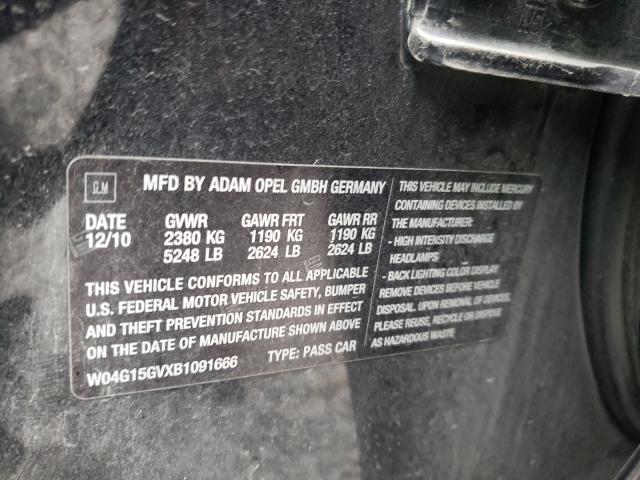 GM
MFD BY ADAM OPEL GMBH GERMANY
DATE GVWR GAWR FRT GAWR RR
12/10 2380 KG 1190 KG 1190 KG
5248 LB 2624 LB 2624 LB
THIS VEHICLE CONFORMS TO ALL APPLICABLE
U.S. FEDERAL MOTOR VEHICLE SAFETY, BUMPER
AND THEFT PREVENTION STANDARDS IN EFFECT
ON THE DATE OF MANUFACTURE SHOWN ABOVE
W04G15GVXB1091666 TYPE: PASS CAR
THIS VEHICLE MAY INCLUDE MERCURY
CONTAINING DEVICES INSTALLED BY
THE MANUFACTURER:
- HIGH INTENSITY DISCHARGE
HEADLAMPS
- BACK LIGHTING COLOR DISPLAY
REMOVE DEVICES BEFORE VEHICLE
DISPOSAL. UPON REMOVAL OF DEVICES,
PLEASE REUSE, RECYCLE OR DISPOSE
AS HAZARDOUS WASTE